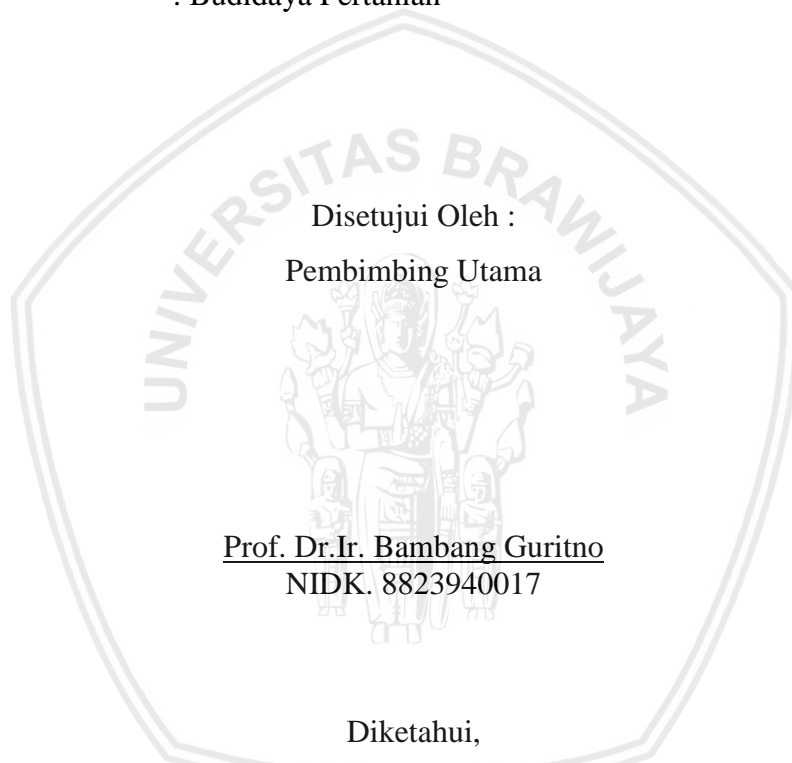 : Budidaya Pertanian
UNIVERSITAS BRAWIJAYA
Disetujui Oleh :
Pembimbing Utama
Prof. Dr.Ir. Bambang Guritno
NIDK. 8823940017
Diketahui,